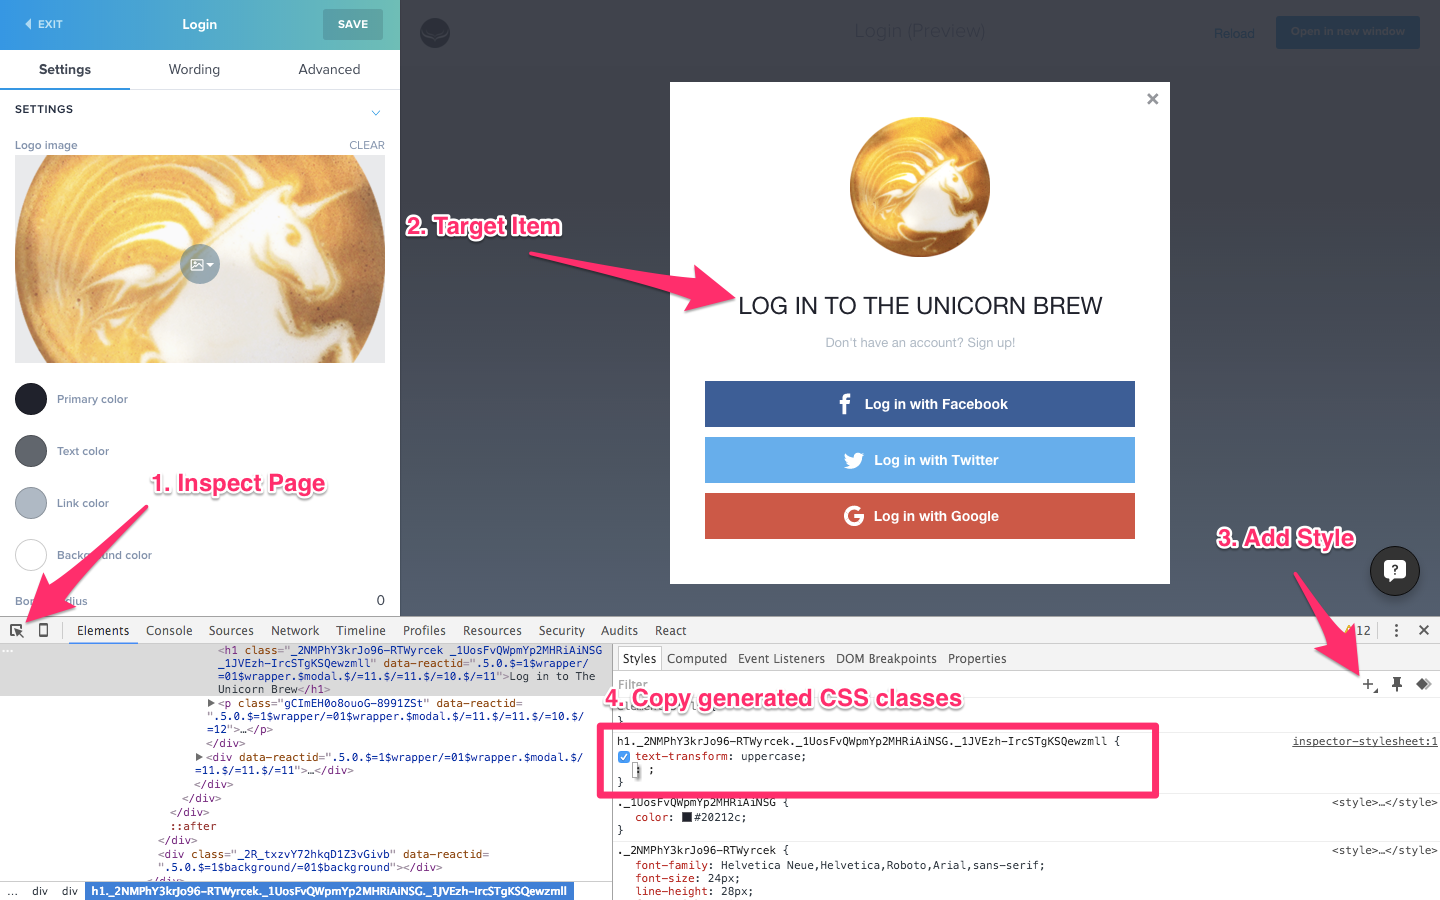 EXIT
Login
SAVE
Settings
Wording
Advanced
SETTINGS
Logo image
CLEAR
Primary color
Text color
Link color
Background color
0
Login (Preview)
Reload
Open in new window
2. Target Item
LOG IN TO THE UNICORN BREW
Don't have an account? Sign up!
Log in with Facebook
Log in with Twitter
Log in with Google
1. Inspect Page
3. Add Style
Elements Console Sources Network Timeline Profiles Resources Security Audits React
12
<h1 class="_2NMPhY3krJo96-RTWyrcek _1UosFvQWpmYp2MHRiAiNSG
_1JVEzh-IrcSTgKSQewzmll" data-reactid=".5.0.$=1$wrapper/
=01$wrapper.$modal.$/=11.$/=11.$/=10.$/=11">Log in to The
Unicorn Brew</h1>
<p class="gCImEH0o8ouoG-8991ZSt" data-reactid=
".5.0.$=1$wrapper/=01$wrapper.$modal.$/=11.$/=11.$/=10.$/
=12">…</p>
</div>
<div data-reactid=".5.0.$=1$wrapper/=01$wrapper.$modal.$/
=11.$/=11.$/=11">…</div>
</div>
</div>
</div>
::after
</div>
<div class="_2R_txzvY72hkqD1Z3vGivb" data-reactid=
".5.0.$=1$background/=01$background"></div>
... div div h1._2NMPhY3krJo96-RTWyrcek._1UosFvQWpmYp2MHRiAiNSG._1JVEzh-IrcSTgKSQewzmll
Styles Computed Event Listeners DOM Breakpoints Properties
Filter
4. Copy generated CSS classes
}
h1._2NMPhY3krJo96-RTWyrcek._1UosFvQWpmYp2MHRiAiNSG._1JVEzh-IrcSTgKSQewzmll {
inspector-stylesheet:1
text-transform: uppercase;
: ;
}
._1UosFvQWpmYp2MHRiAiNSG {
<style>…</style>
color: #20212c;
}
._2NMPhY3krJo96-RTWyrcek {
<style>…</style>
font-family: Helvetica Neue,Helvetica,Roboto,Arial,sans-serif;
font-size: 24px;
line-height: 28px;